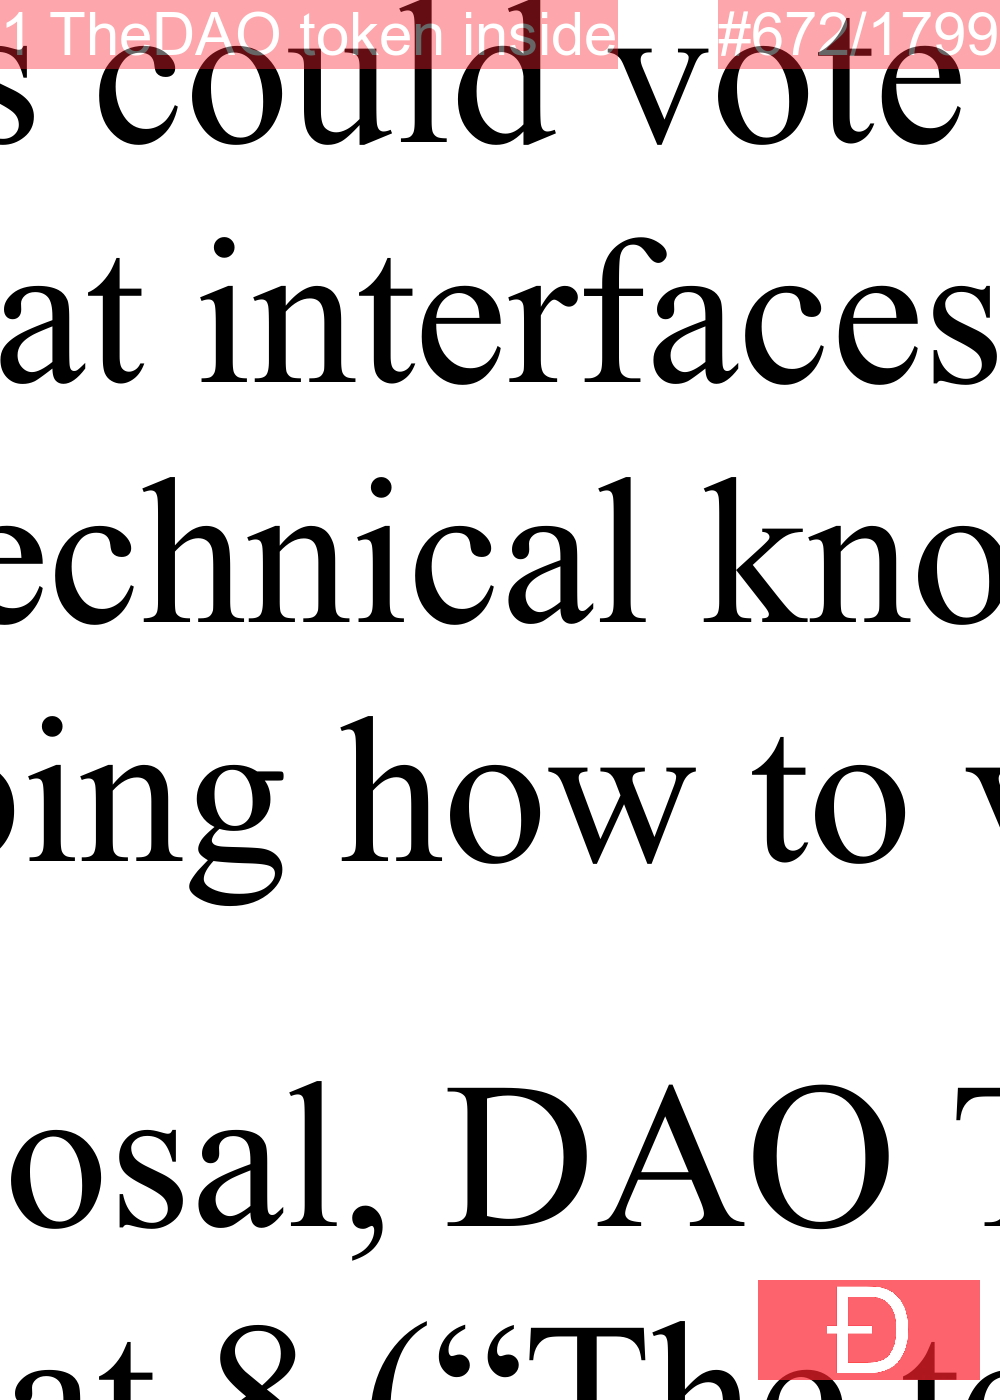 1 TheDAO token inside #672/1799
s could vote
at interfaces
echnical kno
ping how to v
osal, DAO T
at 8 (“The to
Ð